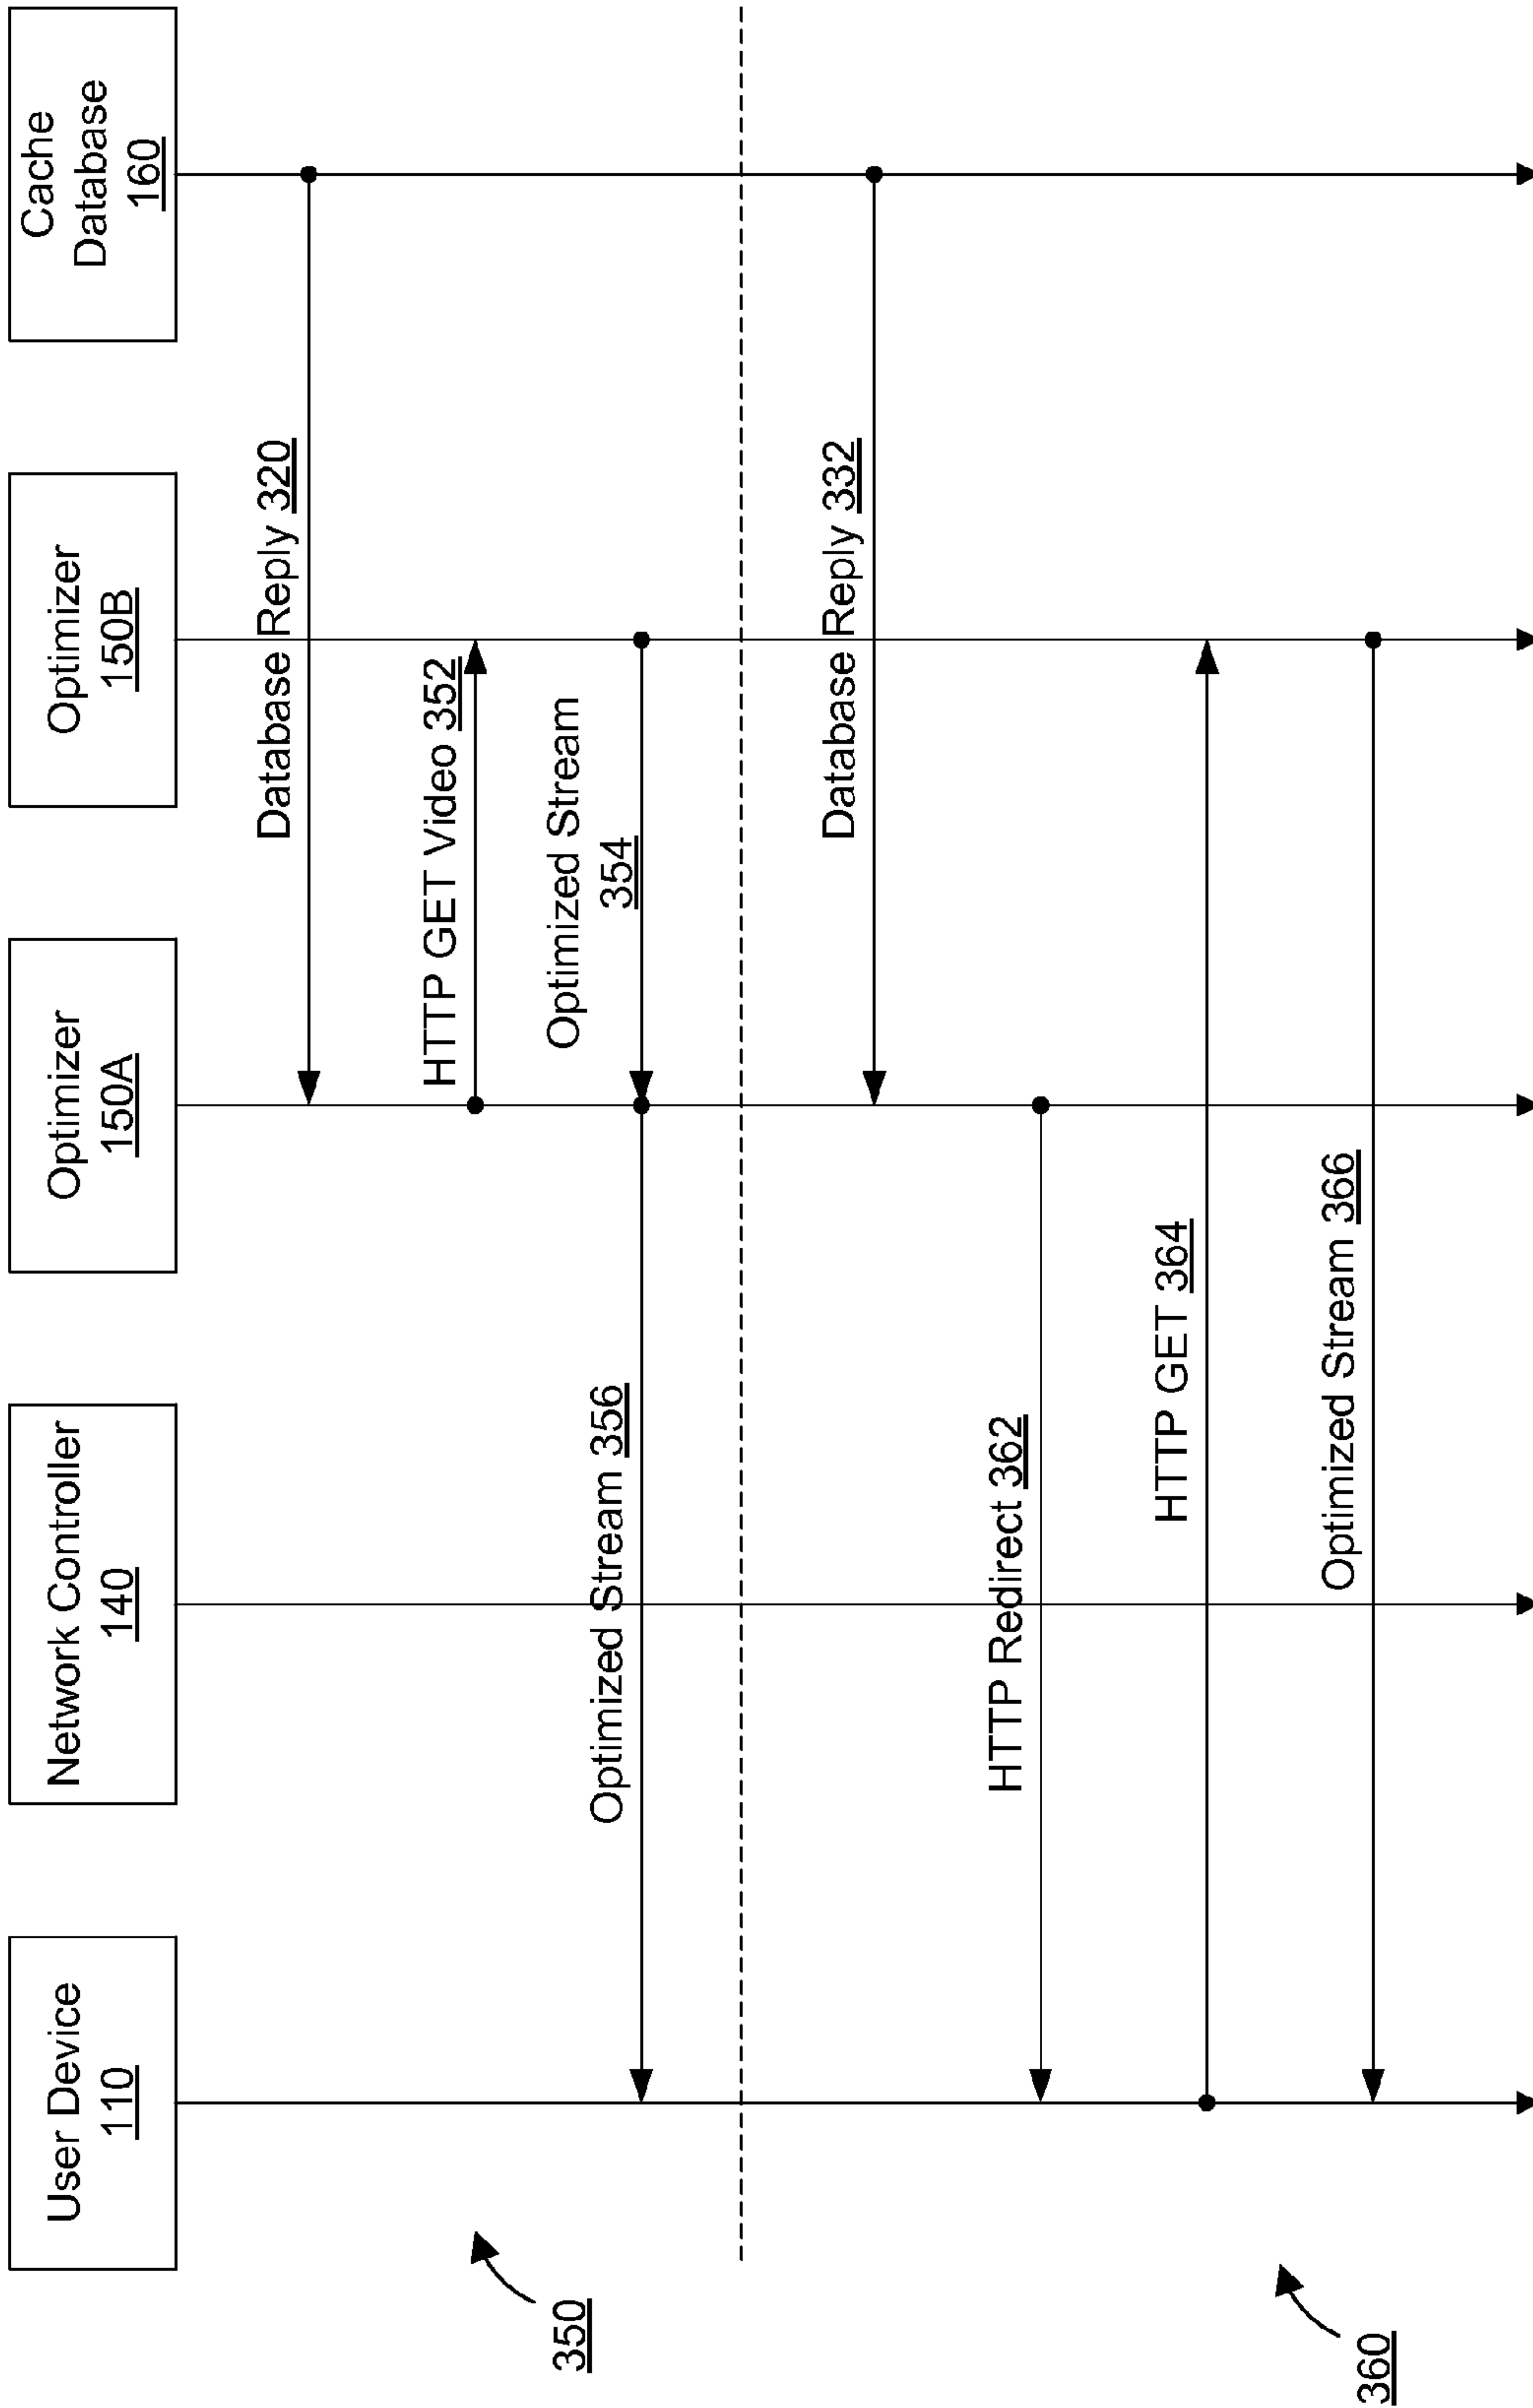 User Device
110
Network Controller
140
Optimizer
150A
Optimizer
150B
Cache
Database
160
Database Reply 320
HTTP GET Video 352
Optimized Stream
354
Optimized Stream 356
350
Database Reply 332
HTTP Redirect 362
HTTP GET 364
Optimized Stream 366
360